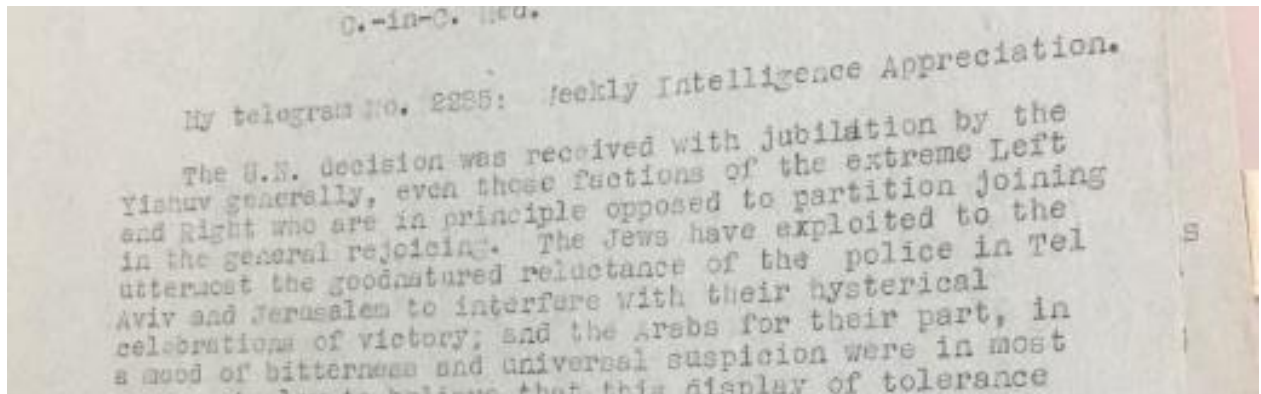 C.-in-C. Med.
My telegram No. 2285: Weekly Intelligence Appreciation.
The U.N. decision was received with jubilation by the
Yishuv generally, even those factions of the extreme Left
and Right who are in principle opposed to partition joining
in the general rejoicing. The Jews have exploited to the
uttermost the goodnatured reluctance of the police in Tel
Aviv and Jerusalem to interfere with their hysterical
celebrations of victory; and the Arabs for their part, in
a mood of bitterness and universal suspicion were in most
believe that this display of tolerance
S